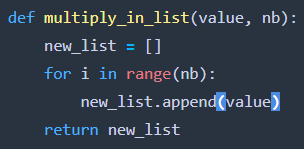 def multiply_in_list(value, nb):
    new_list = []
    for i in range(nb):
        new_list.append(value)
    return new_list